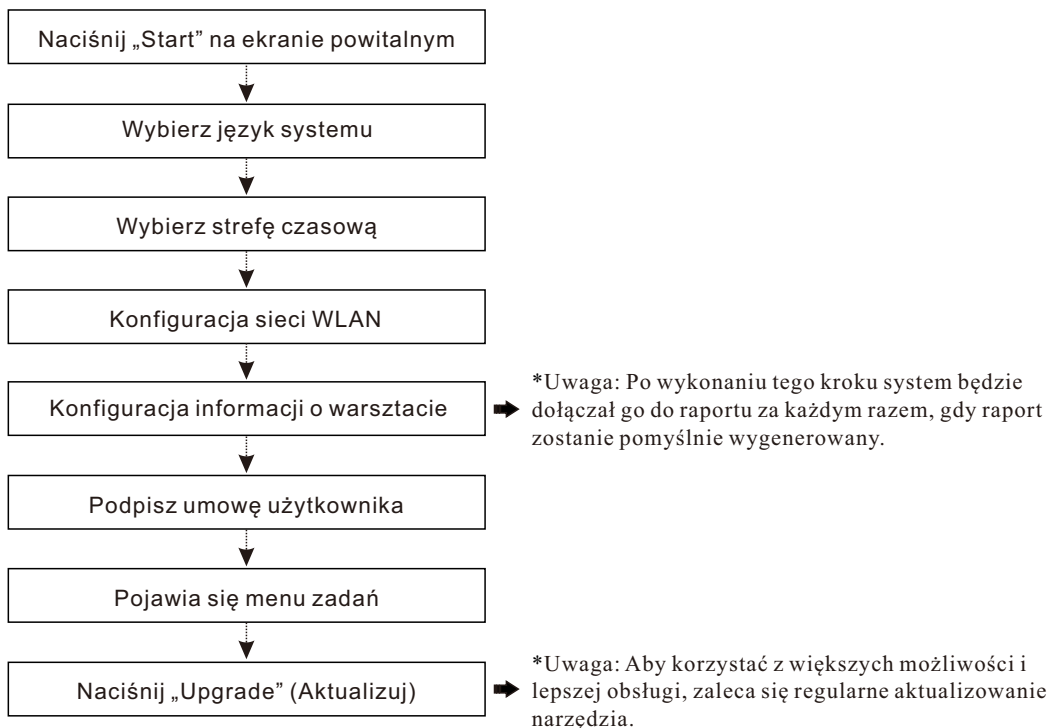 Naciśnij „Start” na ekranie powitalnym
Wybierz język systemu
Wybierz strefę czasową
Konfiguracja sieci WLAN
Konfiguracja informacji o warsztacie
*Uwaga: Po wykonaniu tego kroku system będzie
dołączał go do raportu za każdym razem, gdy raport
zostanie pomyślnie wygenerowany.
Podpisz umowę użytkownika
Pojawia się menu zadań
Naciśnij „Upgrade” (Aktualizuj)
*Uwaga: Aby korzystać z większych możliwości i
lepszej obsługi, zaleca się regularne aktualizowanie
narzędzia.